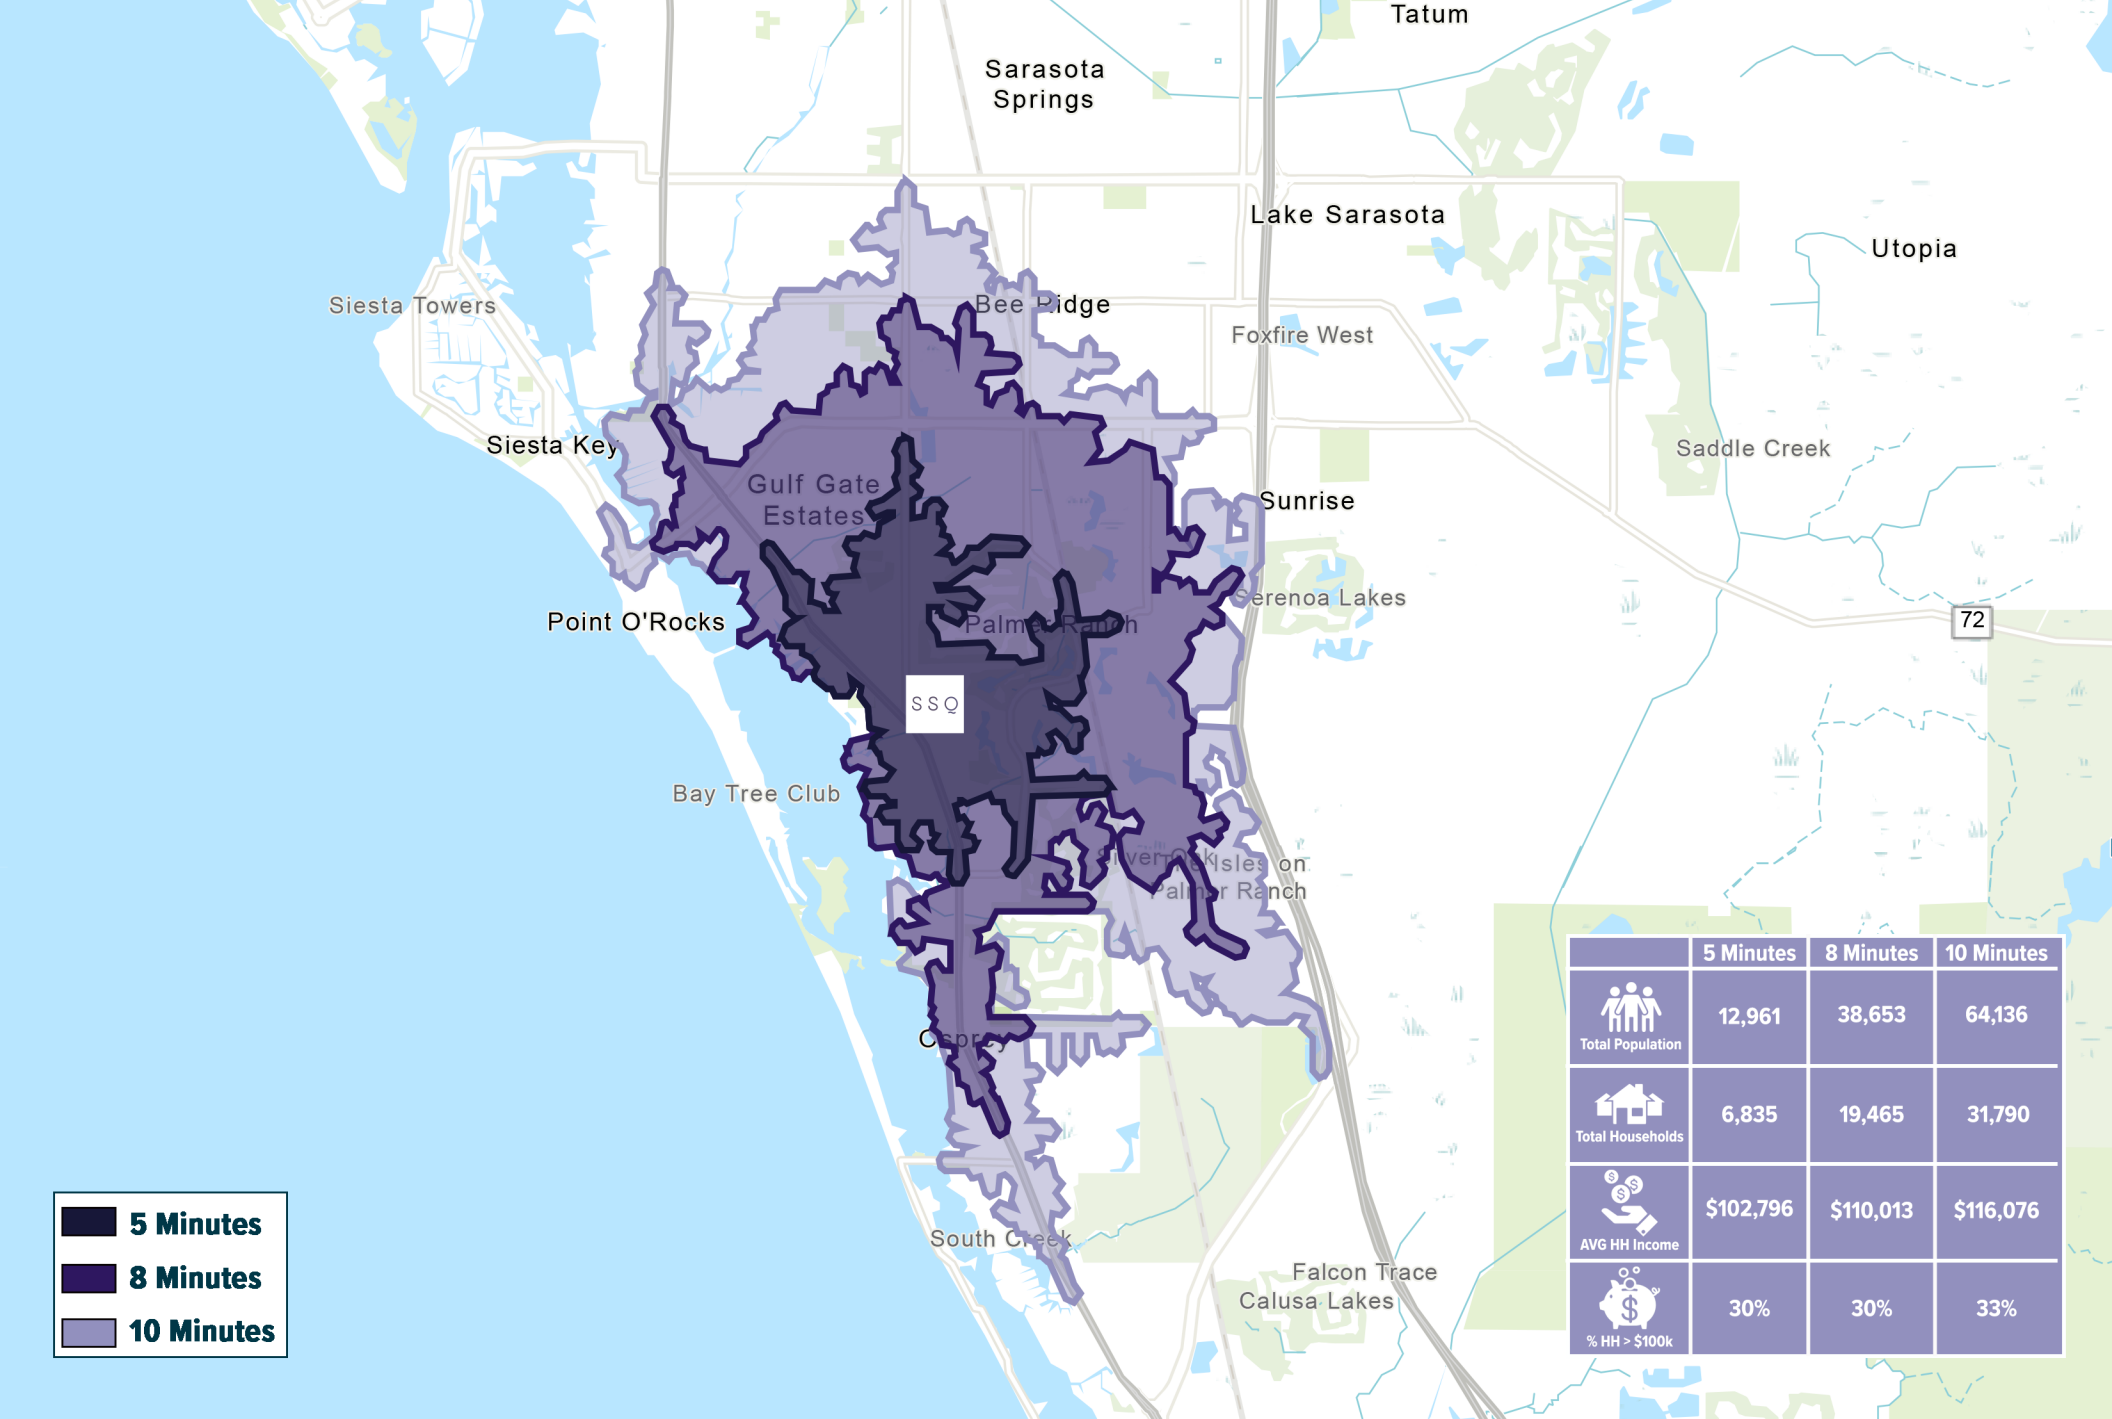 Tatum
Sarasota
Springs
Lake Sarasota
Utopia
Siesta Towers
Bee Ridge
Foxfire West
Siesta Key
Saddle Creek
Gulf Gate
Estates
Sunrise
Serenoa Lakes
Point O'Rocks
Palmer Ranch
72
SSQ
Bay Tree Club
Silver Oak
The Isles on
Palmer Ranch
Osprey
South Creek
Falcon Trace
Calusa Lakes
5 Minutes
8 Minutes
10 Minutes
5 Minutes 8 Minutes 10 Minutes
Total Population 12,961 38,653 64,136
Total Households 6,835 19,465 31,790
AVG HH Income $102,796 $110,013 $116,076
% HH > $100k 30% 30% 33%